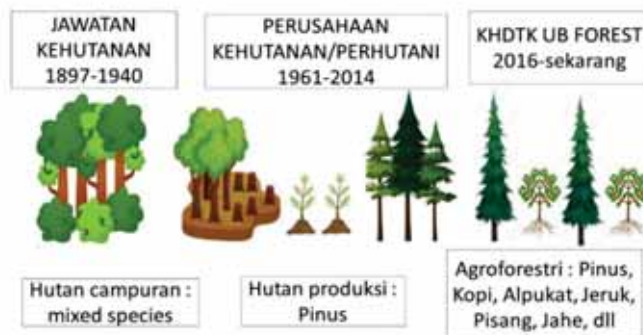 JAWATAN
KEHUTANAN
1897-1940
PERUSAHAAN
KEHUTANAN/PERHUTANI
1961-2014
KHDTK UB FOREST
2016-sekarang
Hutan campuran :
mixed species
Hutan produksi :
Pinus
Agroforestri : Pinus,
Kopi, Alpukat, Jeruk,
Pisang, Jahe, dll